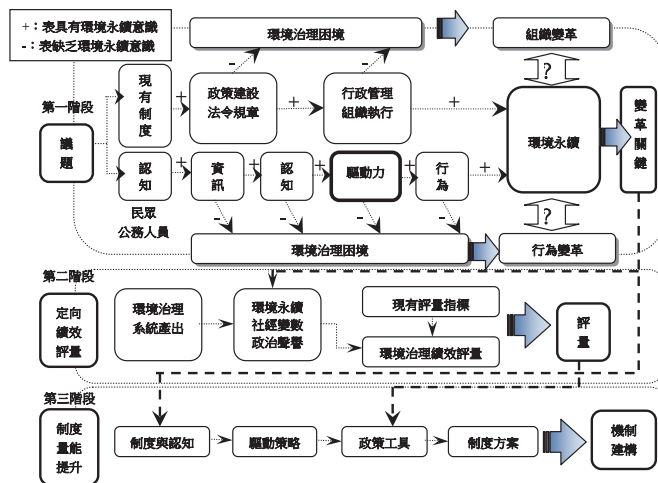 +：表具有環境永續意識
-：表缺乏環境永續意識
環境治理困境
組織變革
第一階段
議題
現有制度
+
政策建設
法令規章
+
行政管理
組織執行
+
-
-
?
環境永續
變革關鍵
認知
+
資訊
+
認知
+
驅動力
+
行為
+
民眾
公務人員
-
-
-
-
?
環境治理困境
行為變革
第二階段
定向
績效
評量
環境治理
系統產出
環境永續
社經變數
政治聲譽
現有評量指標
環境治理績效評量
評量
第三階段
制度
量能
提升
制度與認知
驅動策略
政策工具
制度方案
機制
建構